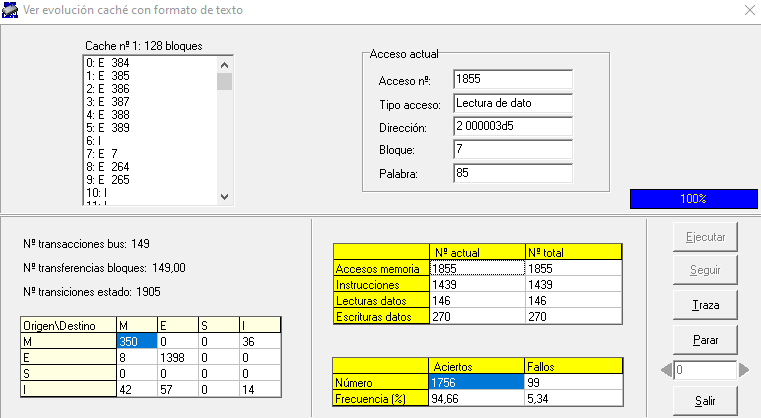 Ver evolución caché con formato de texto
Cache nº 1: 128 bloques
0: E 384
1: E 385
2: E 386
3: E 387
4: E 388
5: E 389
6: I
7: E 7
8: E 264
9: E 265
10: I
Acceso actual
Acceso nº: 1855
Tipo acceso: Lectura de dato
Dirección: 2 000003d5
Bloque: 7
Palabra: 85
100%
Nº transacciones bus: 149
Nº transferencias bloques: 149,00
Nº transiciones estado: 1905
Origen\Destino M E S I
M 350 0 0 36
E 8 1398 0 0
S 0 0 0 0
I 42 57 0 14
Nº actual Nº total
Accesos memoria 1855 1855
Instrucciones 1439 1439
Lecturas datos 146 146
Escrituras datos 270 270
Aciertos Fallos
Número 1756 99
Frecuencia (%) 94,66 5,34
Ejecutar
Seguir
Traza
Parar
0
Salir